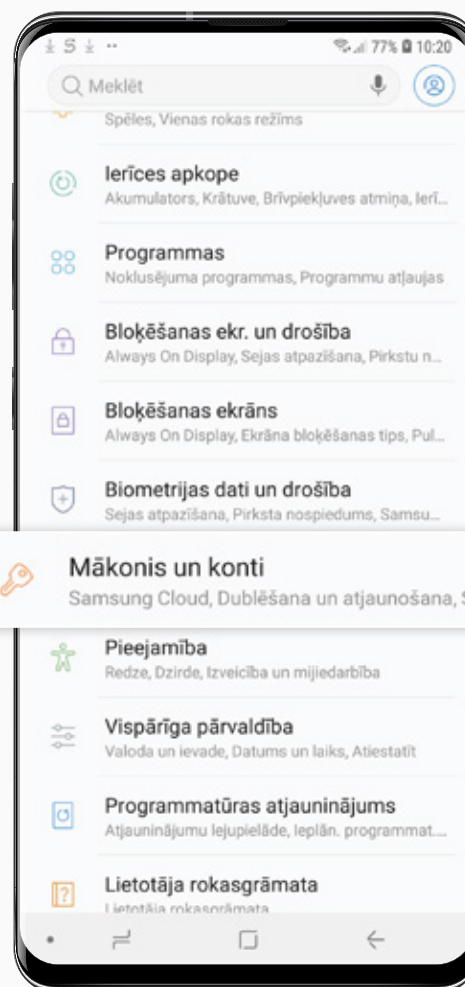 77% 10:20
Meklēt
Spēles, Vienas rokas režīms
Ierīces apkope
Akumulators, Krātuve, Brīvpiekļuves atmiņa, Ierī...
Programmas
Noklusējuma programmas, Programmu atļaujas
Bloķēšanas ekr. un drošība
Always On Display, Sejas atpazīšana, Pirkstu n...
Bloķēšanas ekrāns
Always On Display, Ekrāna bloķēšanas tips, Pul...
Biometrijas dati un drošība
Sejas atpazīšana, Pirksta nospiedums, Samsu...
Mākonis un konti
Samsung Cloud, Dublēšana un atjaunošana, S
Pieejamība
Redze, Dzirde, Izveicība un mijiedarbība
Vispārīga pārvaldība
Valoda un ievade, Datums un laiks, Atiestatīt
Programmatūras atjauninājums
Atjauninājumu lejupielāde, Ieplān. programmat....
Lietotāja rokasgrāmata
Lietotāja rokasgrāmata